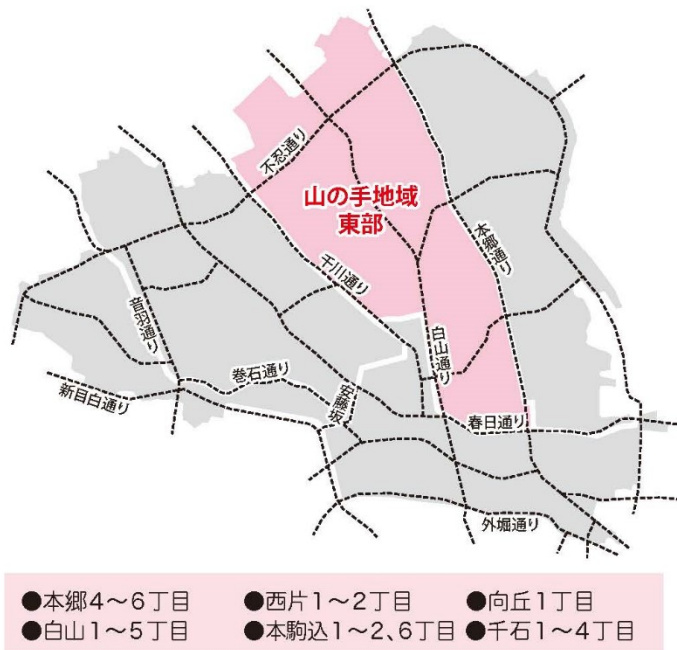 不忍通り
山の手地域
東部
本郷通り
千川通り
音羽通り
白山通り
巻石通り
安藤坂
新目白通り
春日通り
外堀通り
●本郷4〜6丁目 ●西片1〜2丁目 ●向丘1丁目
●白山1〜5丁目 ●本駒込1〜2、6丁目 ●千石1〜4丁目